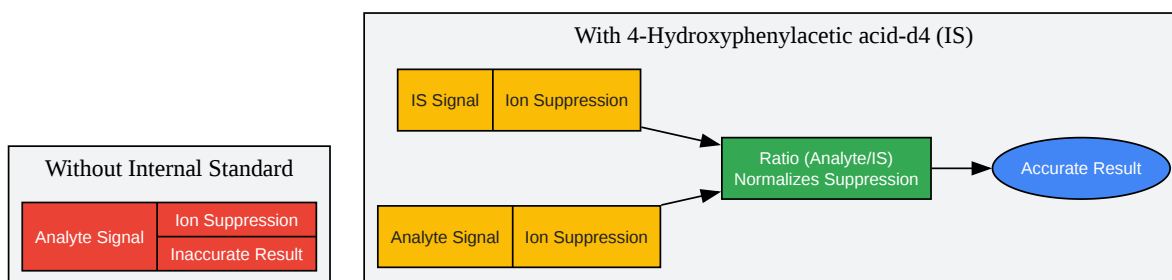 Without Internal Standard
Analyte Signal
Ion Suppression
Inaccurate Result
With 4-Hydroxyphenylacetic acid-d4 (IS)
IS Signal
Ion Suppression
Analyte Signal
Ion Suppression
Ratio (Analyte/IS)
Normalizes Suppression
Accurate Result